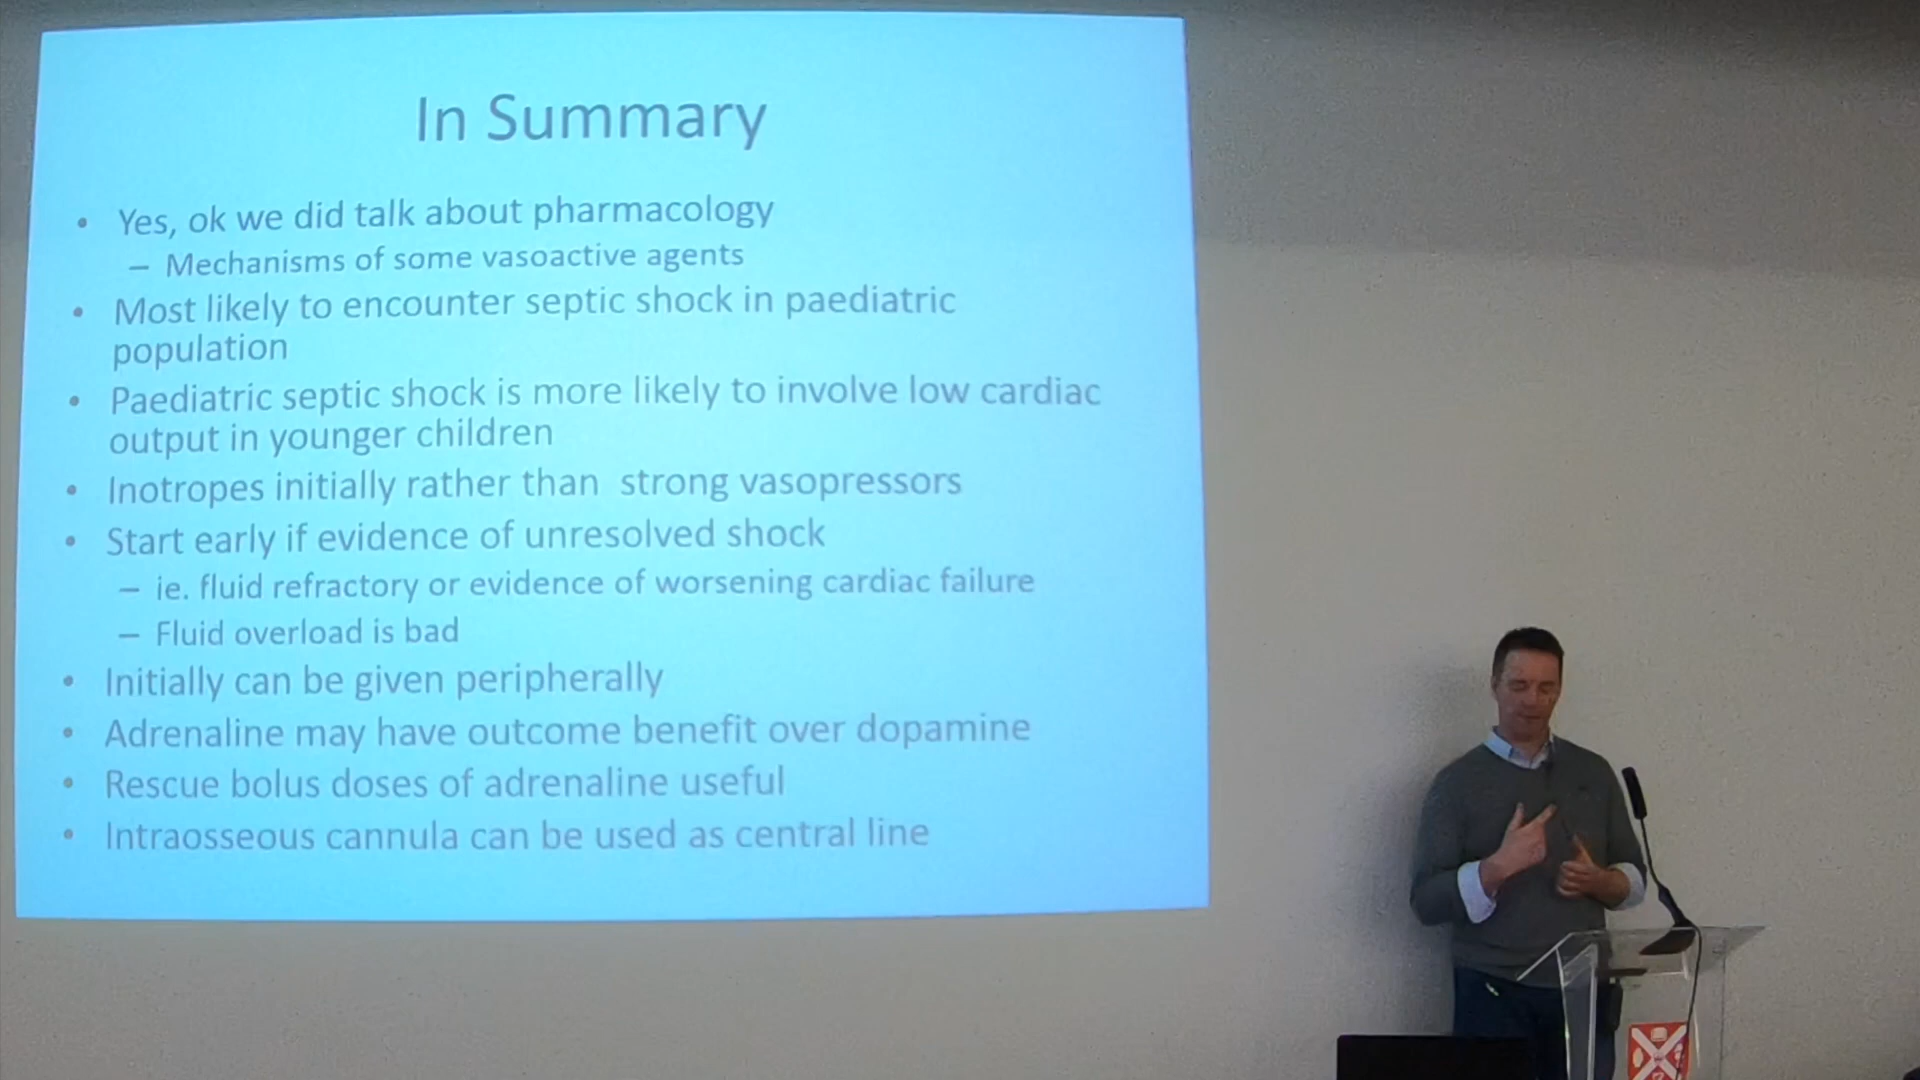 In Summary
• Yes, ok we did talk about pharmacology
– Mechanisms of some vasoactive agents
• Most likely to encounter septic shock in paediatric
population
• Paediatric septic shock is more likely to involve low cardiac
output in younger children
• Inotropes initially rather than  strong vasopressors
• Start early if evidence of unresolved shock
– ie. fluid refractory or evidence of worsening cardiac failure
– Fluid overload is bad
• Initially can be given peripherally
• Adrenaline may have outcome benefit over dopamine
• Rescue bolus doses of adrenaline useful
• Intraosseous cannula can be used as central line